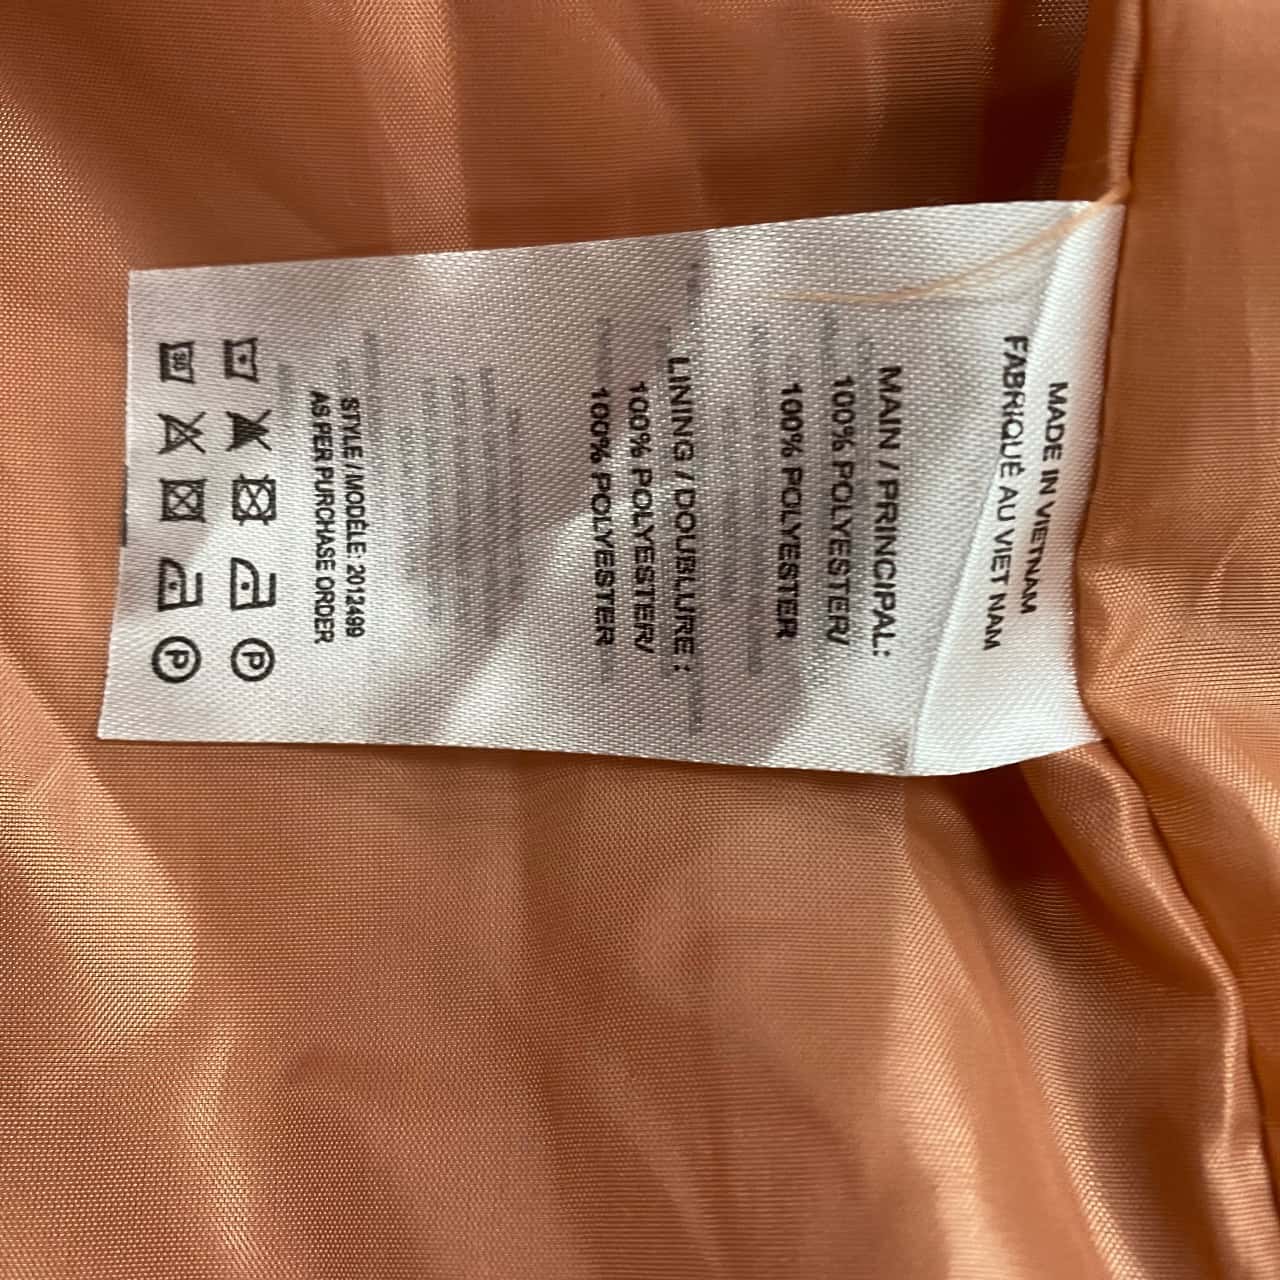 MADE IN VIETNAM
FABRIQUÉ AU VIET NAM
MAIN / PRINCIPAL:
100% POLYESTER/
100% POLYESTER
LINING / DOUBLURE :
100% POLYESTER/
100% POLYESTER
STYLE / MODÈLE: 2012499
AS PER PURCHASE ORDER
P
30
P